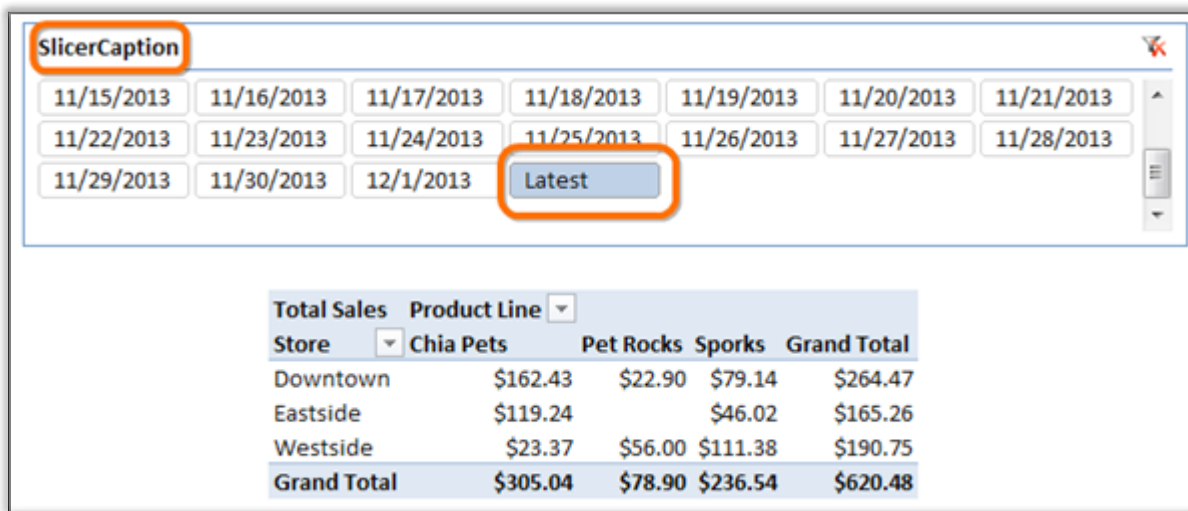 SlicerCaption
11/15/2013 11/16/2013 11/17/2013 11/18/2013 11/19/2013 11/20/2013 11/21/2013
11/22/2013 11/23/2013 11/24/2013 11/25/2013 11/26/2013 11/27/2013 11/28/2013
11/29/2013 11/30/2013 12/1/2013 Latest
Total Sales Product Line
Store Chia Pets Pet Rocks Sporks Grand Total
Downtown $162.43 $22.90 $79.14 $264.47
Eastside $119.24 $46.02 $165.26
Westside $23.37 $56.00 $111.38 $190.75
Grand Total $305.04 $78.90 $236.54 $620.48